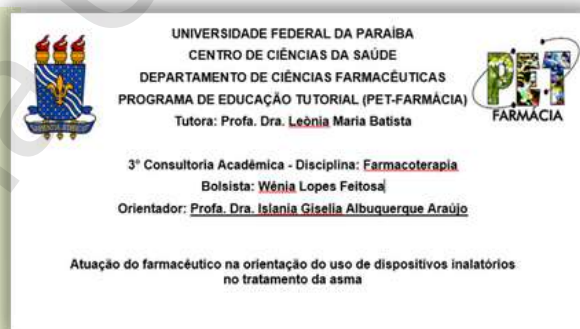 UNIVERSIDADE FEDERAL DA PARAÍBA
CENTRO DE CIÊNCIAS DA SAÚDE
DEPARTAMENTO DE CIÊNCIAS FARMACÊUTICAS
PROGRAMA DE EDUCAÇÃO TUTORIAL (PET-FARMÁCIA)
Tutora: Profa. Dra. Leônia Maria Batista
PET
FARMÁCIA
3° Consultoria Acadêmica - Disciplina: Farmacoterapia
Bolsista: Wênia Lopes Feitosa
Orientador: Profa. Dra. Islania Giselia Albuquerque Araújo
Atuação do farmacêutico na orientação do uso de dispositivos inalatórios
no tratamento da asma